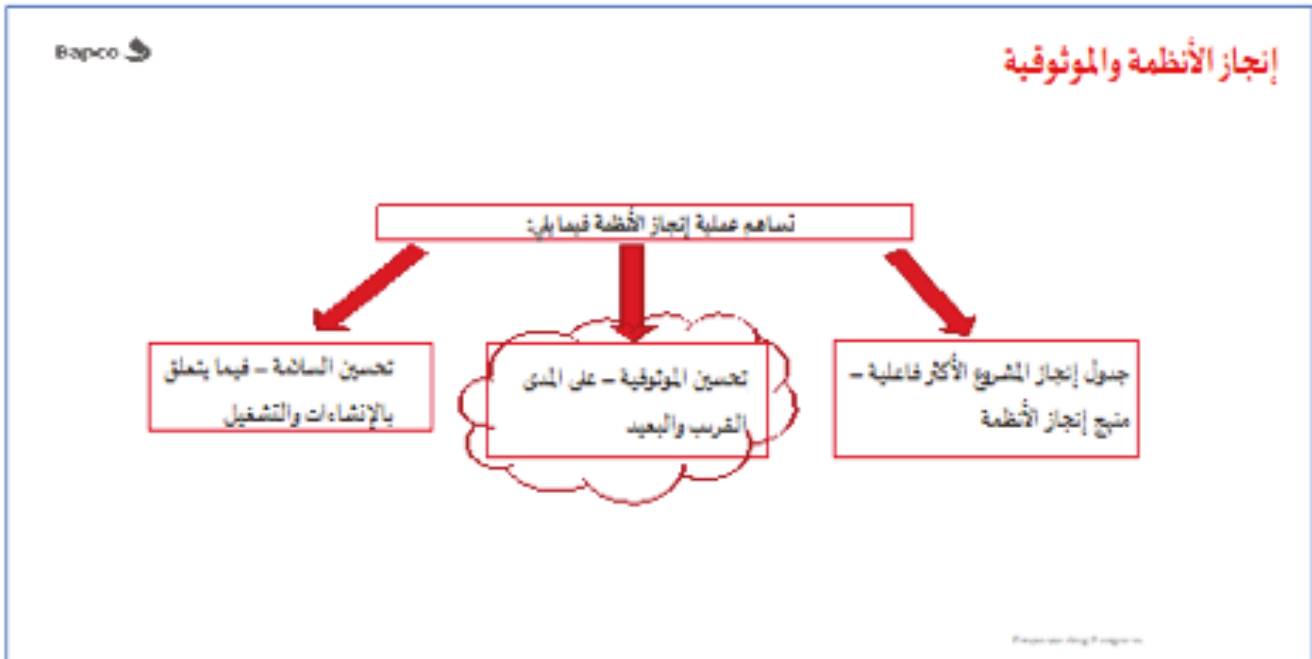 إنجاز الأنظمة والموثوقية
Bapco
تساهم عملية إنجاز الأنظمة فيما يلي:
جدول إنجاز المشروع الأكثر فاعلية –
منهج إنجاز الأنظمة
تحسين الموثوقية – على المدى
القريب والبعيد
تحسين السلامة – فيما يتعلق
بالإنشاءات والتشغيل